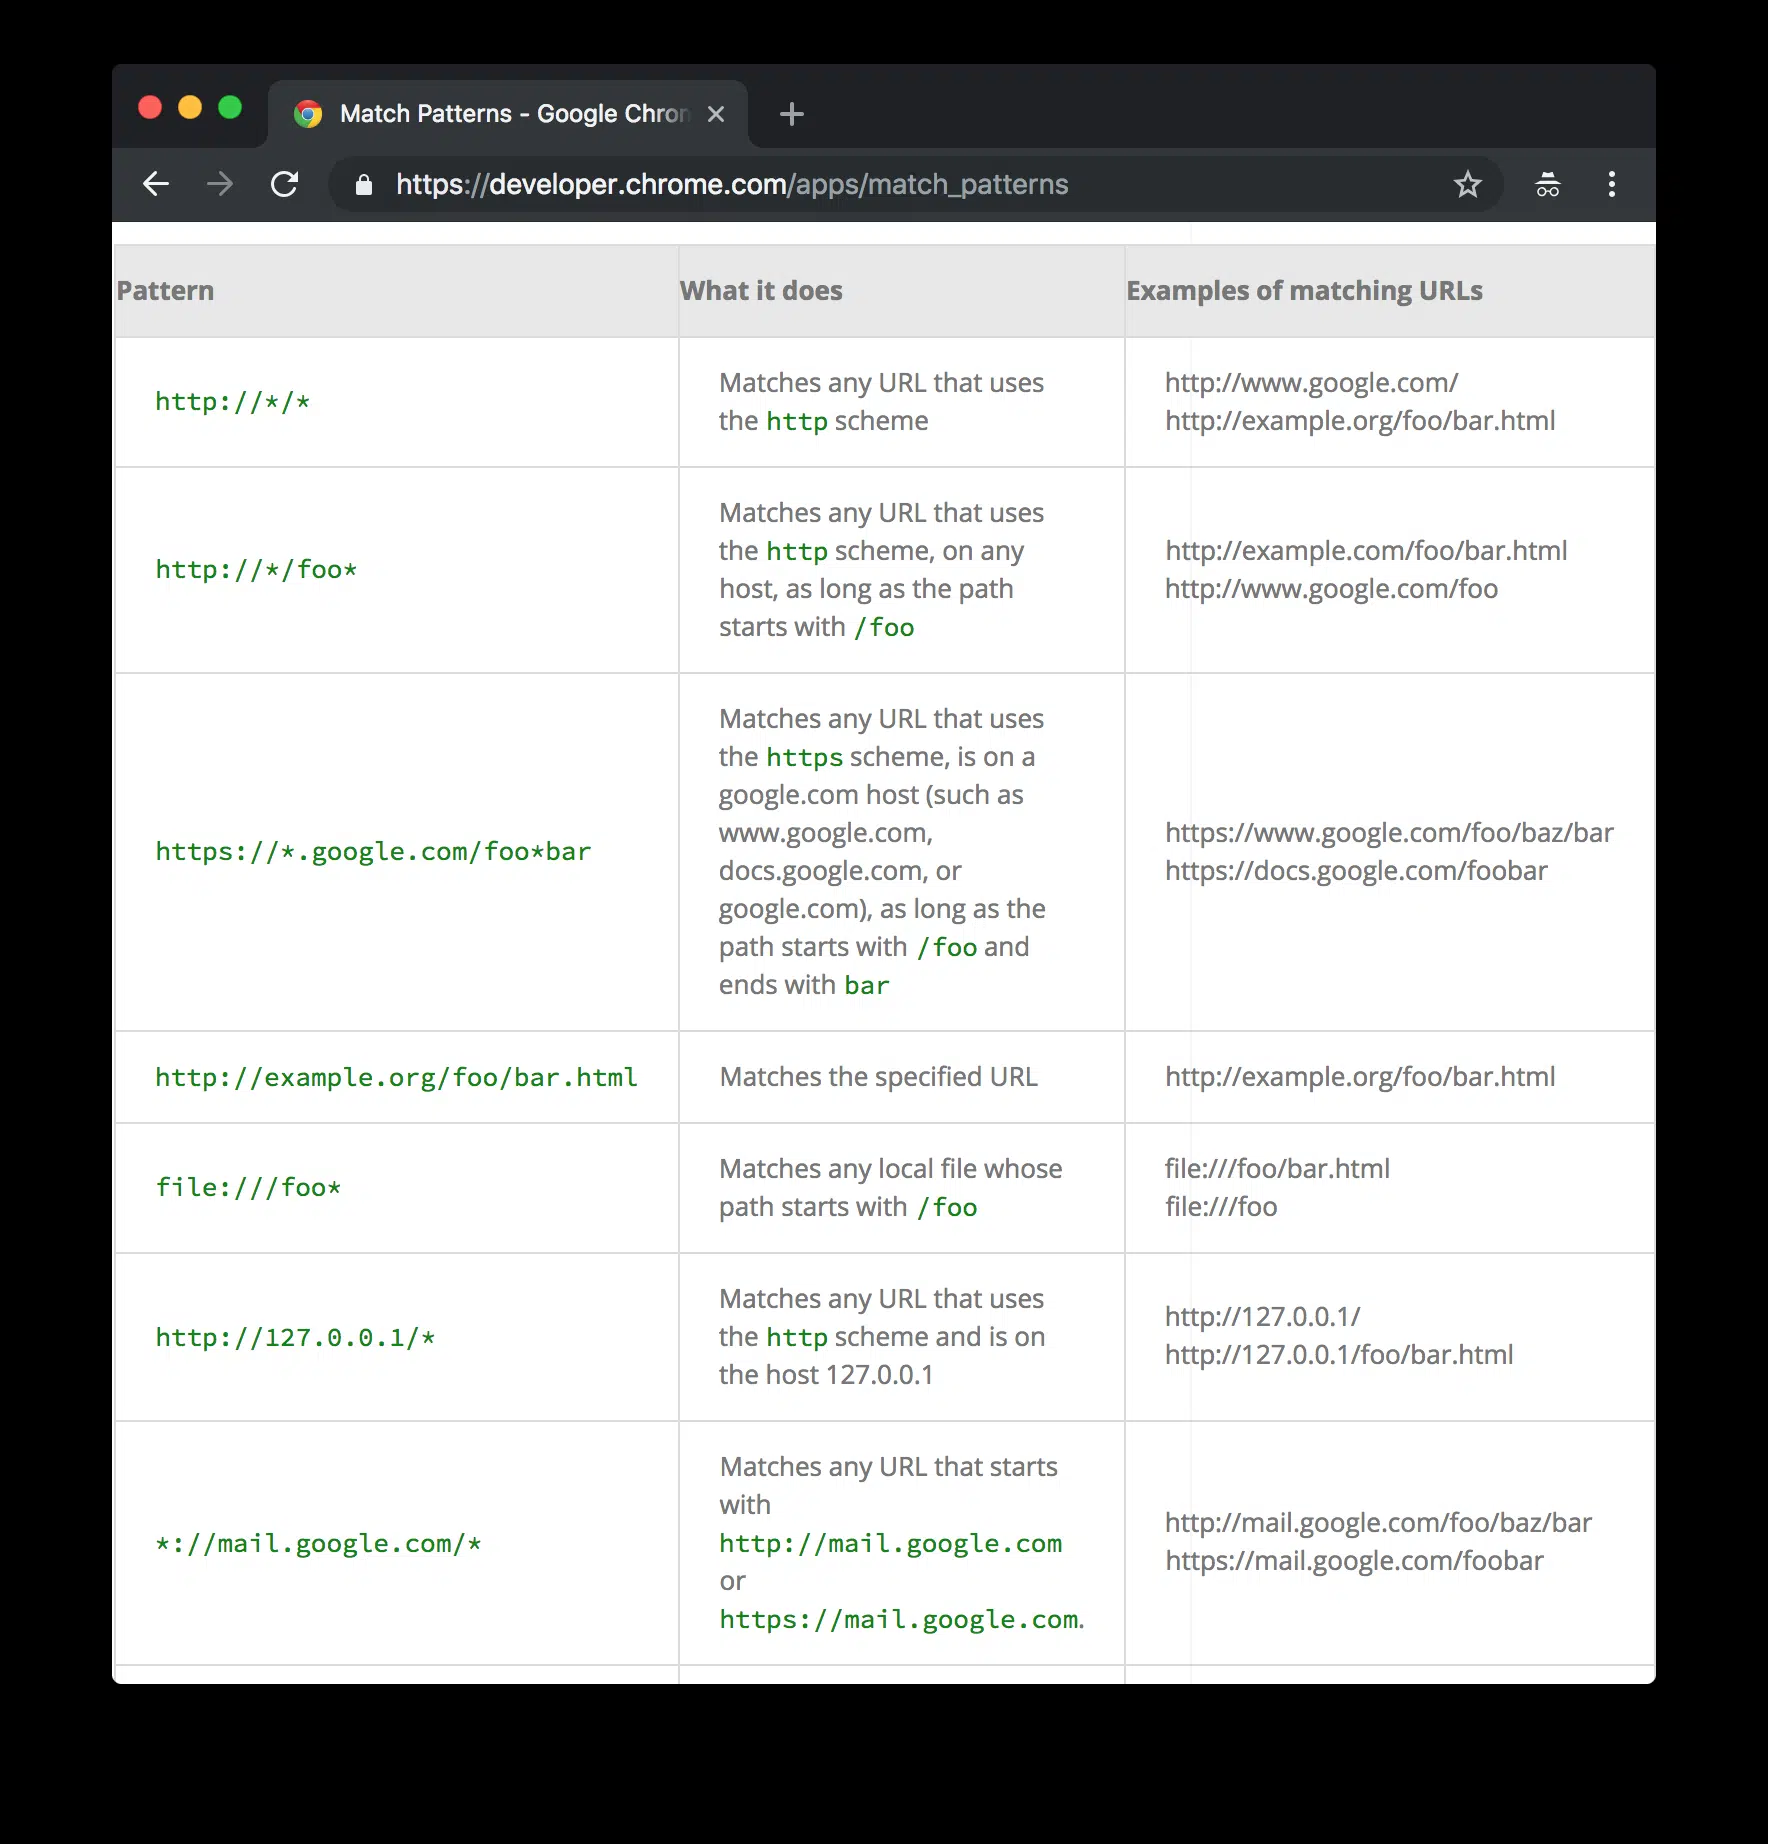 Match Patterns - Google Chrom
https://developer.chrome.com/apps/match_patterns
Pattern
What it does
Examples of matching URLs
http://*/*
Matches any URL that uses
the http scheme
http://www.google.com/
http://example.org/foo/bar.html
http://*/foo*
Matches any URL that uses
the http scheme, on any
host, as long as the path
starts with /foo
http://example.com/foo/bar.html
http://www.google.com/foo
https://*.google.com/foo*bar
Matches any URL that uses
the https scheme, is on a
google.com host (such as
www.google.com,
docs.google.com, or
google.com), as long as the
path starts with /foo and
ends with bar
https://www.google.com/foo/baz/bar
https://docs.google.com/foobar
http://example.org/foo/bar.html
Matches the specified URL
http://example.org/foo/bar.html
file:///foo*
Matches any local file whose
path starts with /foo
file:///foo/bar.html
file:///foo
http://127.0.0.1/*
Matches any URL that uses
the http scheme and is on
the host 127.0.0.1
http://127.0.0.1/
http://127.0.0.1/foo/bar.html
*://mail.google.com/*
Matches any URL that starts
with
http://mail.google.com
or
https://mail.google.com.
http://mail.google.com/foo/baz/bar
https://mail.google.com/foobar